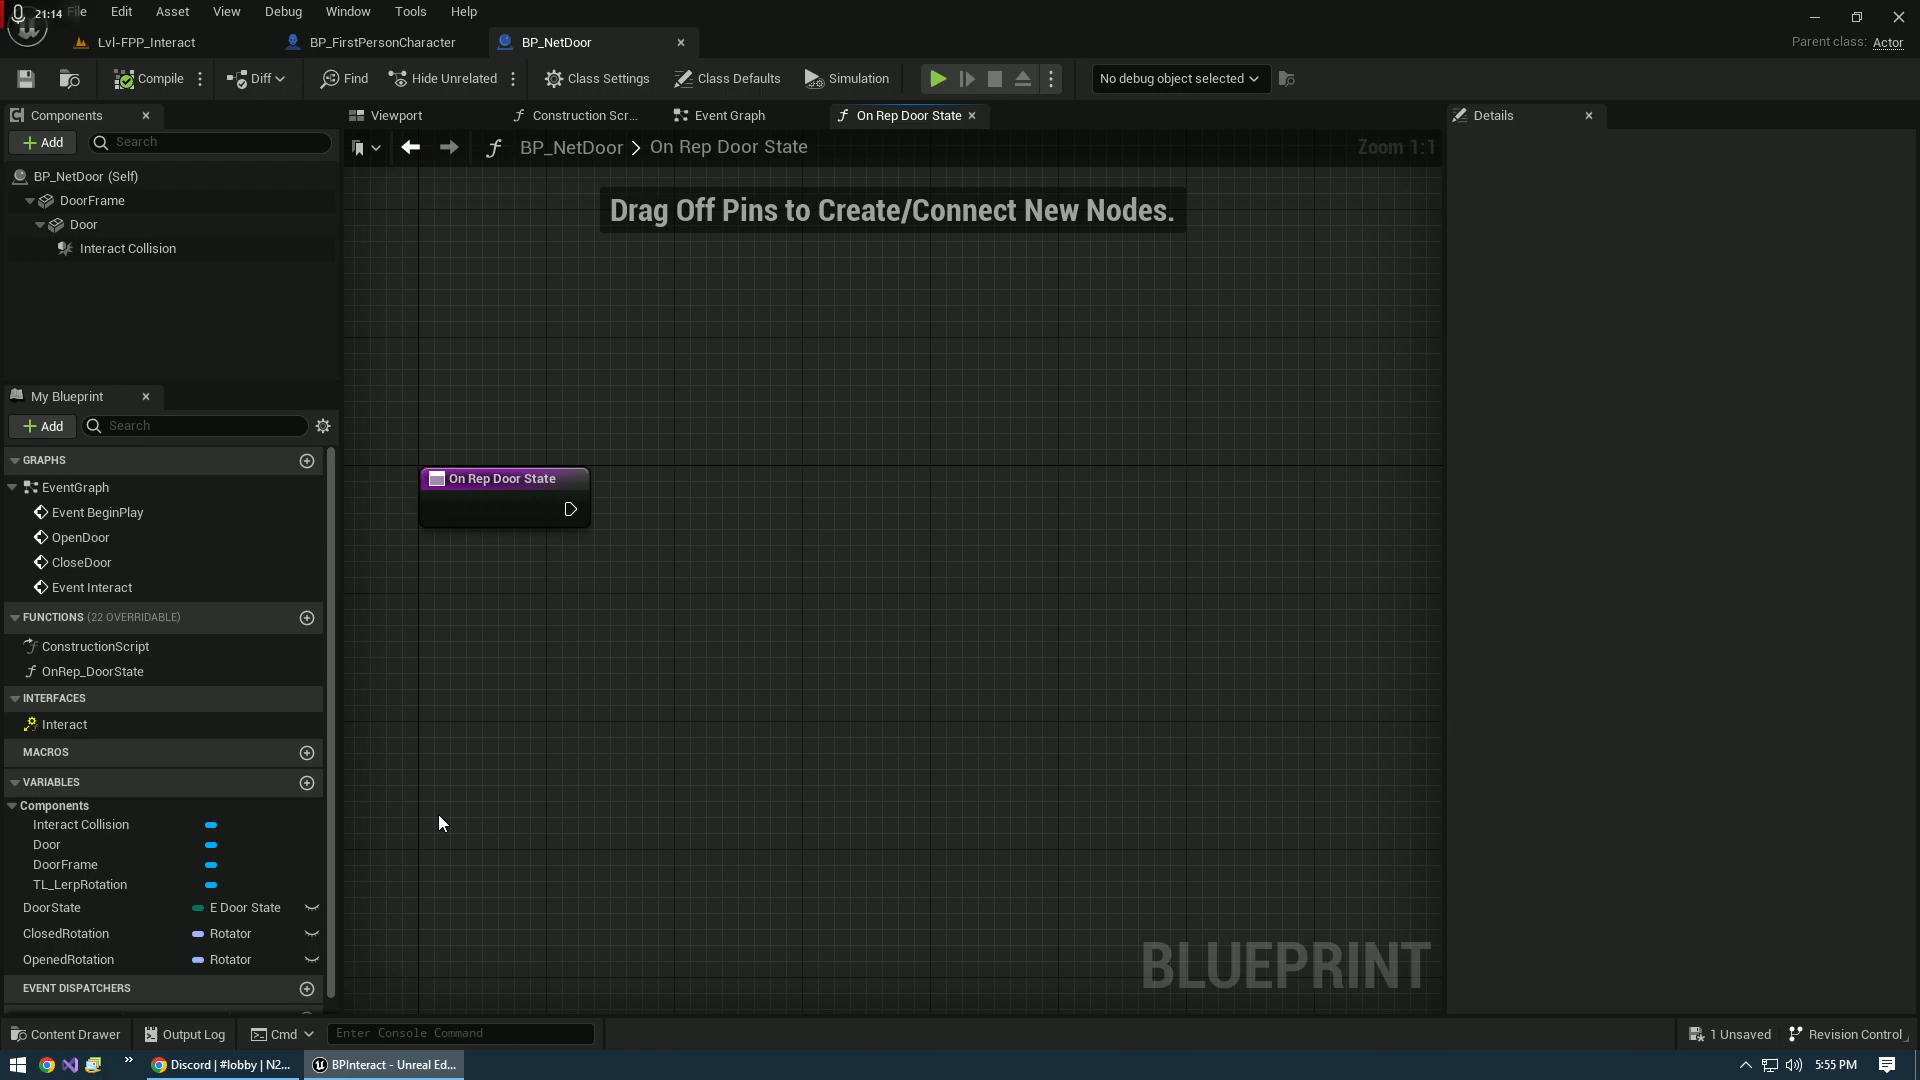 21:14
File
Edit
Asset
View
Debug
Window
Tools
Help
Lvl-FPP_Interact
BP_FirstPersonCharacter
BP_NetDoor
Parent class: Actor
Compile
Diff
Find
Hide Unrelated
Class Settings
Class Defaults
Simulation
No debug object selected
Components
Viewport
Construction Scr...
Event Graph
On Rep Door State
Details
Add
Search
BP_NetDoor > On Rep Door State
Zoom 1:1
BP_NetDoor (Self)
DoorFrame
Door
Interact Collision
Drag Off Pins to Create/Connect New Nodes.
My Blueprint
Add
Search
GRAPHS
EventGraph
Event BeginPlay
OpenDoor
CloseDoor
Event Interact
On Rep Door State
FUNCTIONS (22 OVERRIDABLE)
ConstructionScript
OnRep_DoorState
INTERFACES
Interact
MACROS
VARIABLES
Components
Interact Collision
Door
DoorFrame
TL_LerpRotation
DoorState
E Door State
ClosedRotation
Rotator
OpenedRotation
Rotator
EVENT DISPATCHERS
BLUEPRINT
Content Drawer
Output Log
Cmd
Enter Console Command
1 Unsaved
Revision Control
Discord | #lobby | N2...
BPInteract - Unreal Ed...
5:55 PM